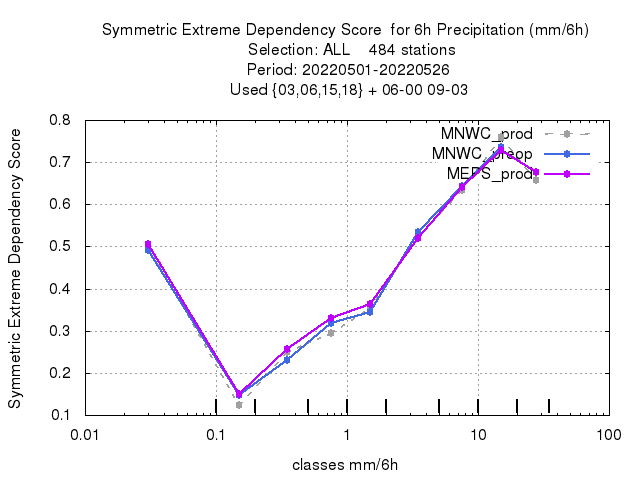 Symmetric Extreme Dependency Score  for 6h Precipitation (mm/6h)
Selection: ALL    484 stations
Period: 20220501-20220526
Used {03,06,15,18} + 06-00 09-03
Symmetric Extreme Dependency Score
0.8
0.7
0.6
0.5
0.4
0.3
0.2
0.1
MNWC_prod
MNWC_preop
MEPS_prod
0.01
0.1
1
10
100
classes mm/6h